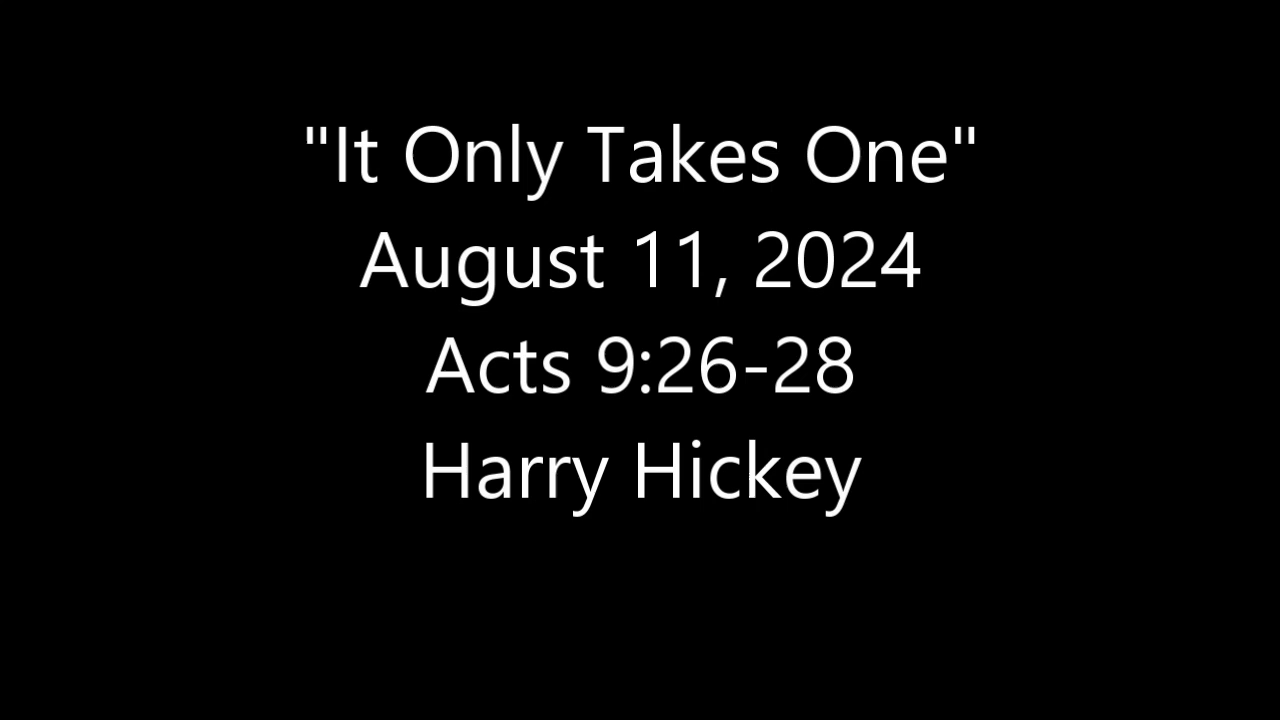 "It Only Takes One"
August 11, 2024
Acts 9:26-28
Harry Hickey